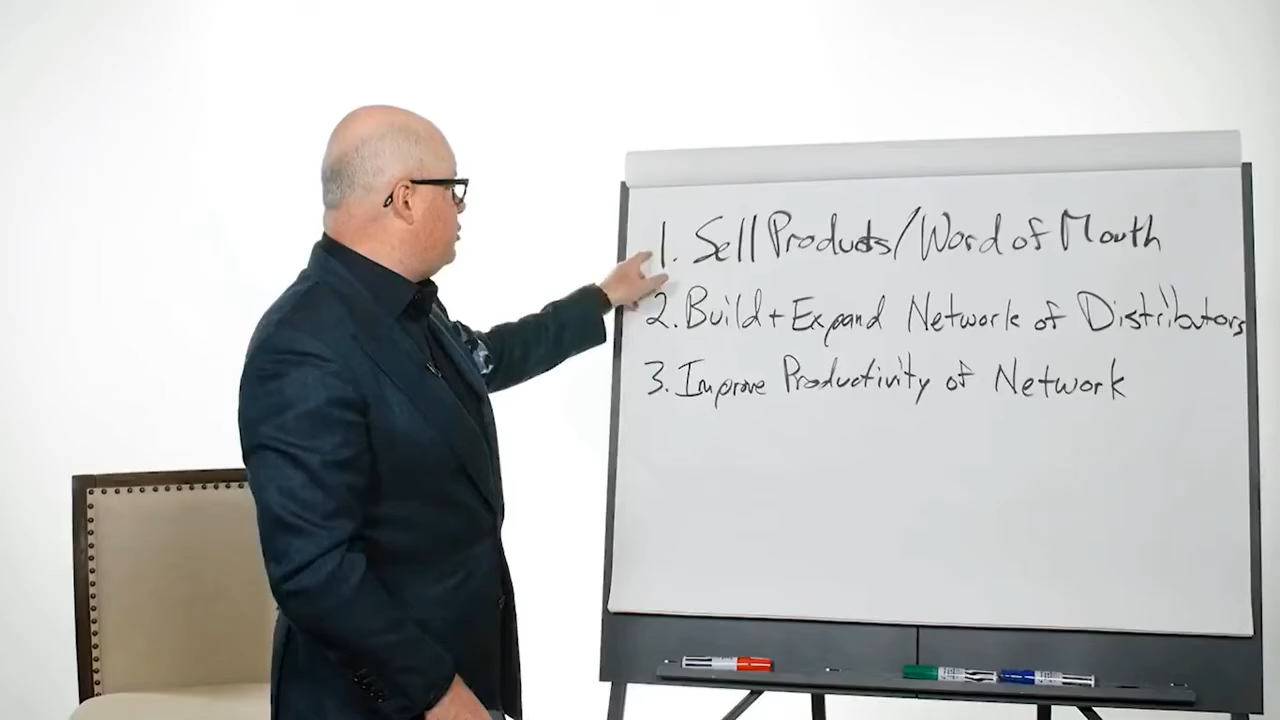 1. Sell Products/Word of Mouth
2. Build + Expand Network of Distributors
3. Improve Productivity of Network